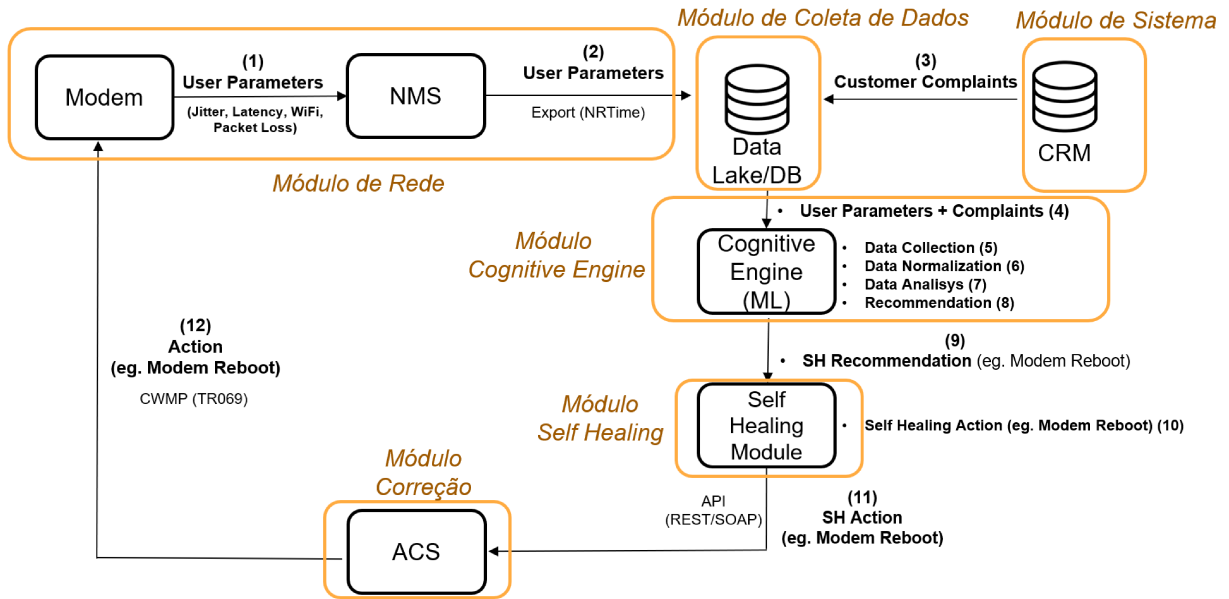 Módulo de Coleta de Dados
Módulo de Sistema
Modem
(1)
User Parameters
(Jitter, Latency, WiFi,
Packet Loss)
NMS
(2)
User Parameters
Export (NRTime)
Data
Lake/DB
(3)
Customer Complaints
CRM
Módulo de Rede
• User Parameters + Complaints (4)
Módulo
Cognitive Engine
Cognitive
Engine
(ML)
• Data Collection (5)
• Data Normalization (6)
• Data Analisys (7)
• Recommendation (8)
(9)
• SH Recommendation (eg. Modem Reboot)
(12)
Action
(eg. Modem Reboot)
CWMP (TR069)
Módulo
Self Healing
Self
Healing
Module
• Self Healing Action (eg. Modem Reboot) (10)
Módulo
Correção
ACS
API
(REST/SOAP)
(11)
SH Action
(eg. Modem Reboot)